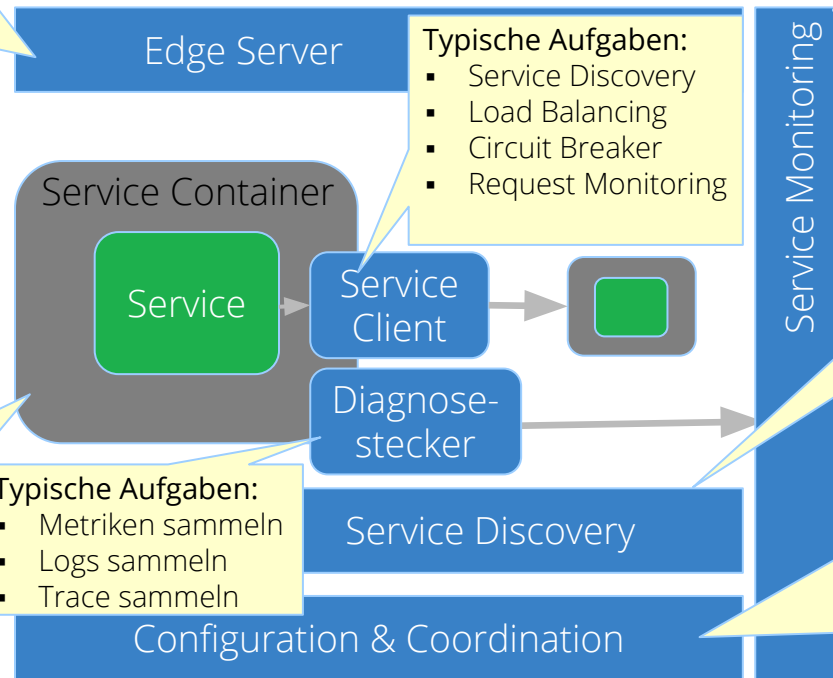 Edge Server
Typische Aufgaben:
▪ Service Discovery
▪ Load Balancing
▪ Circuit Breaker
▪ Request Monitoring
Service Monitoring
Service Container
Service
Service
Client
Diagnose-
stecker
Typische Aufgaben:
▪ Metriken sammeln
▪ Logs sammeln
▪ Trace sammeln
Service Discovery
Configuration & Coordination